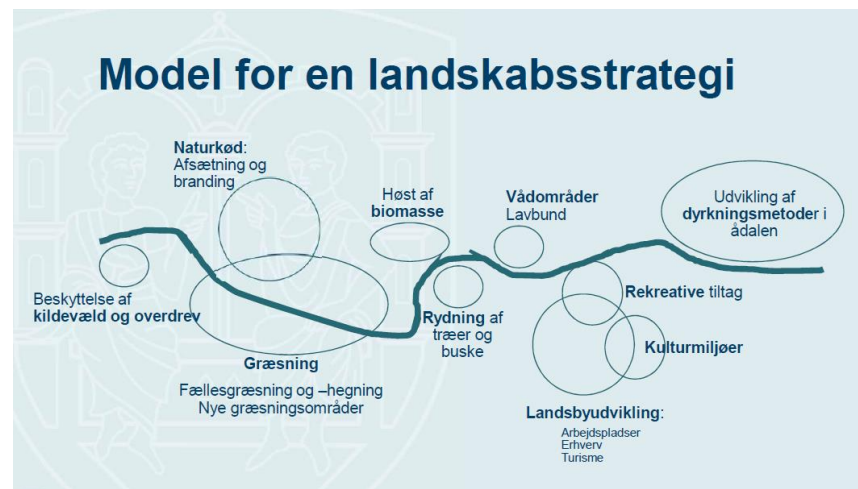 Model for en landskabsstrategi
Naturkød:
Afsætning og
branding
Høst af
biomasse
Vådområder
Lavbund
Udvikling af
dyrkningsmetoder i
ådalen
Beskyttelse af
kildevæld og overdrev
Rydning af
træer og
buske
Rekreative tiltag
Kulturmiljøer
Græsning
Fællesgræsning og –hegning
Nye græsningsområder
Landsbyudvikling:
Arbejdspladser
Erhverv
Turisme